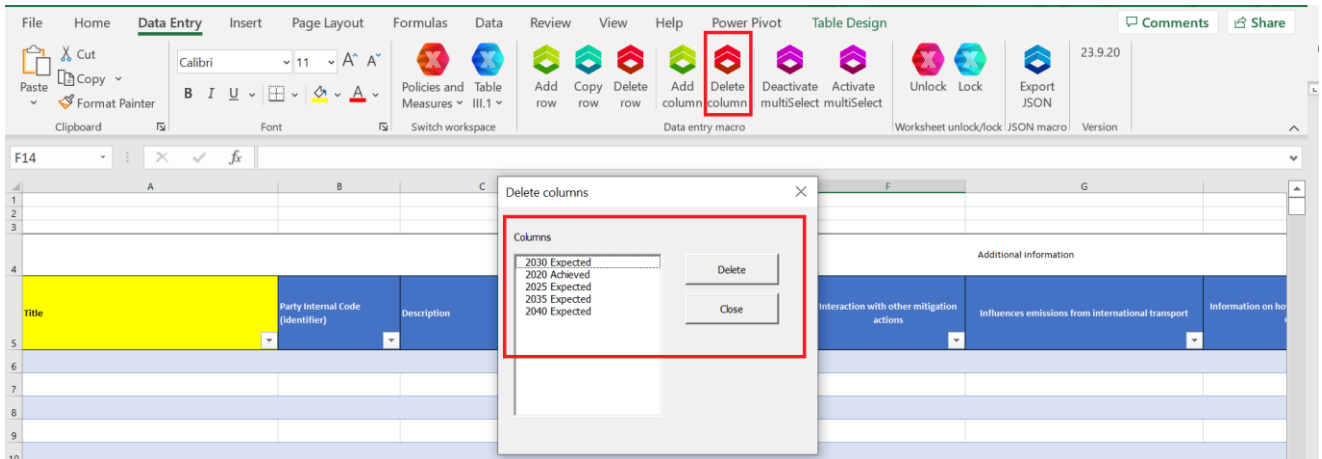 File Home Data Entry Insert Page Layout Formulas Data Review View Help Power Pivot Table Design Comments Share
Paste
Cut
Copy
Format Painter
Clipboard
Calibri 11 A^ A˅
B I U A
Font
Policies and Measures
Table III.1
Switch workspace
Add row
Copy row
Delete row
Add column
Delete column
Deactivate multiSelect
Activate multiSelect
Data entry macro
Unlock Lock
Worksheet unlock/lock
Export JSON
JSON macro
23.9.20
Version
F14 fx
A B C F G
1
2
3
4 Additional information
5 Title
Party Internal Code
(identifier)
Description
Interaction with other mitigation
actions
Influences emissions from international transport
Information on
6
7
8
9
10
Delete columns
Columns
2030 Expected
2020 Achieved
2025 Expected
2035 Expected
2040 Expected
Delete
Close